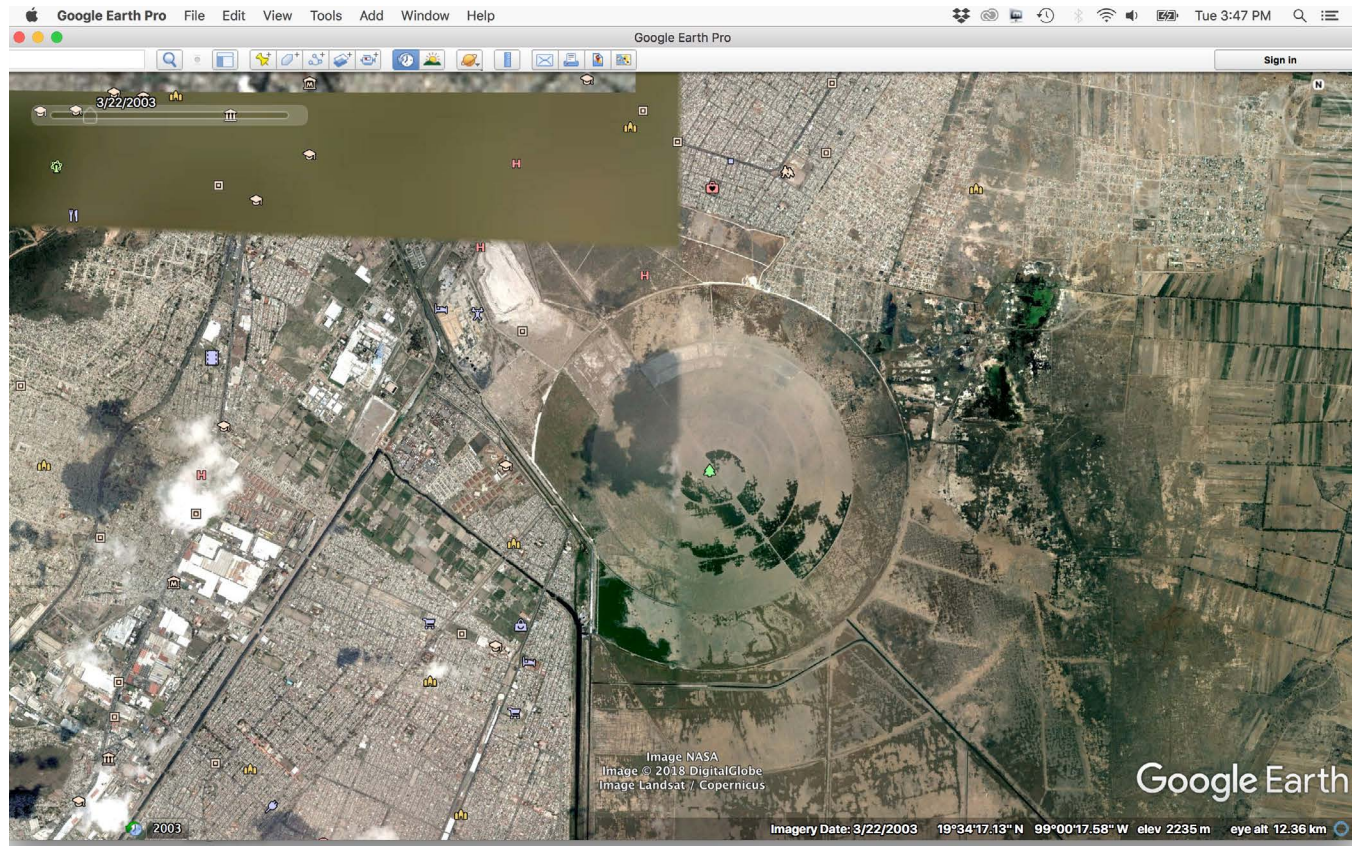 Google Earth Pro File Edit View Tools Add Window Help Tue 3:47 PM
Google Earth Pro
Sign in
N
3/22/2003
H
H
H
H
Image NASA
Image © 2018 DigitalGlobe
Image Landsat / Copernicus
Google Earth
2003
Imagery Date: 3/22/2003 19°34'17.13" N 99°00'17.58" W elev 2235 m eye alt 12.36 km